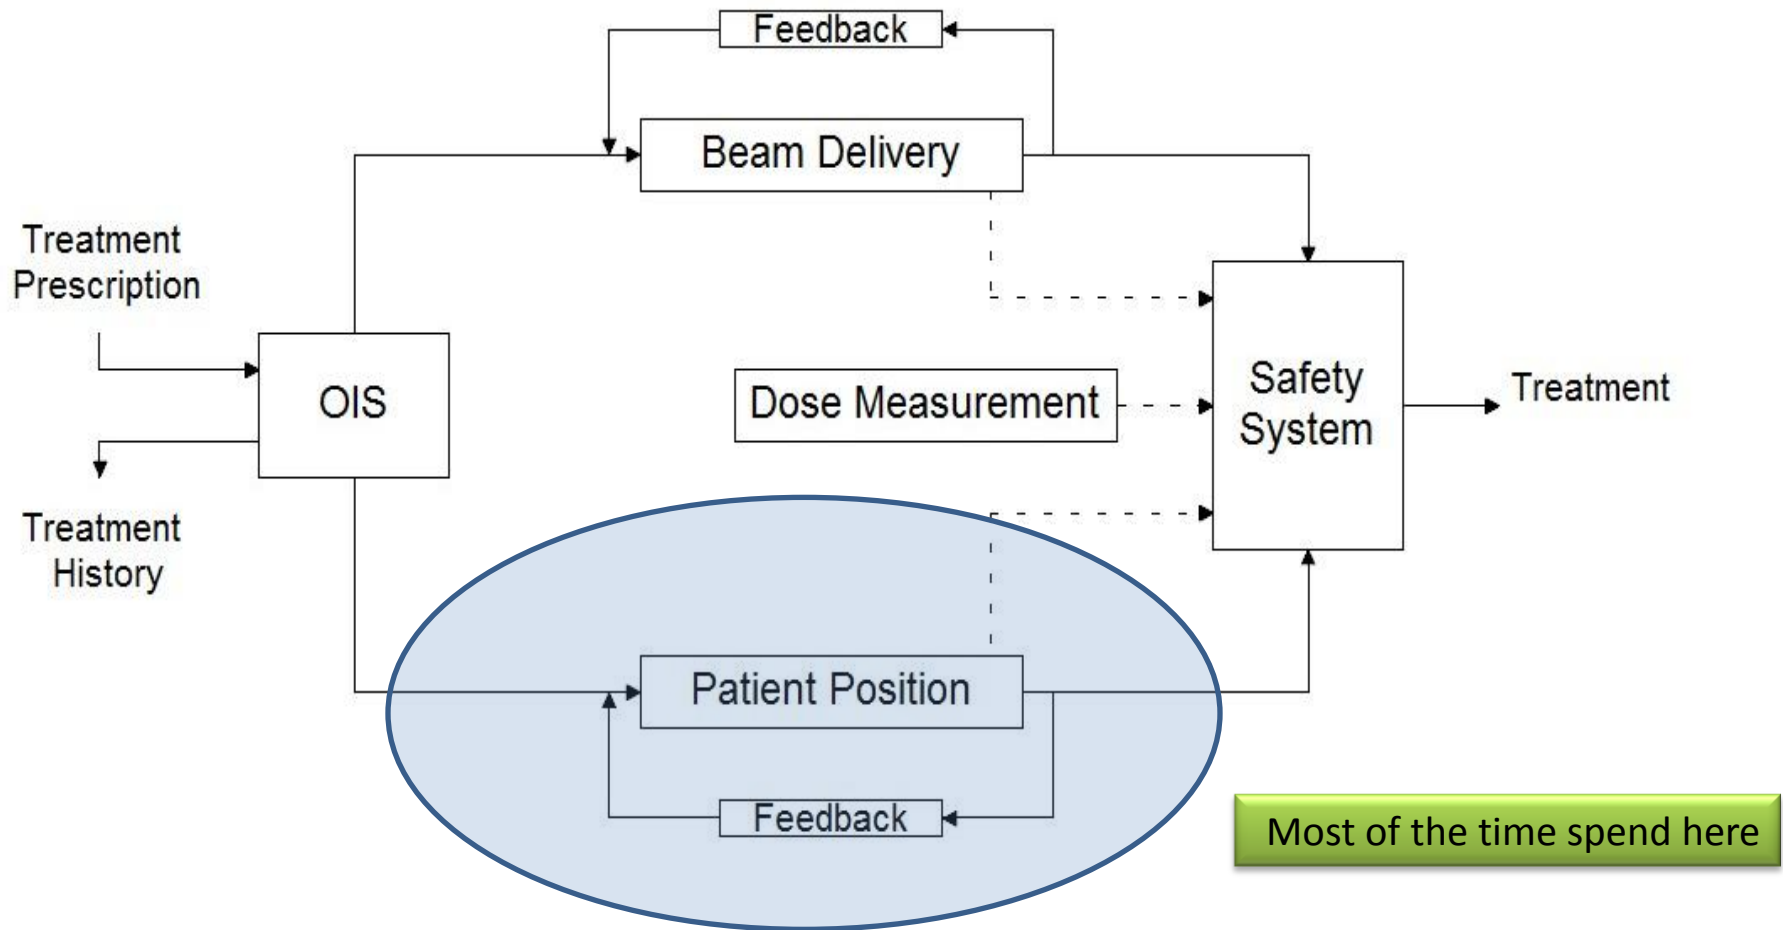 Feedback
Beam Delivery
Treatment
Prescription
OIS
Dose Measurement
Safety
System
Treatment
Treatment
History
Patient Position
Feedback
Most of the time spend here